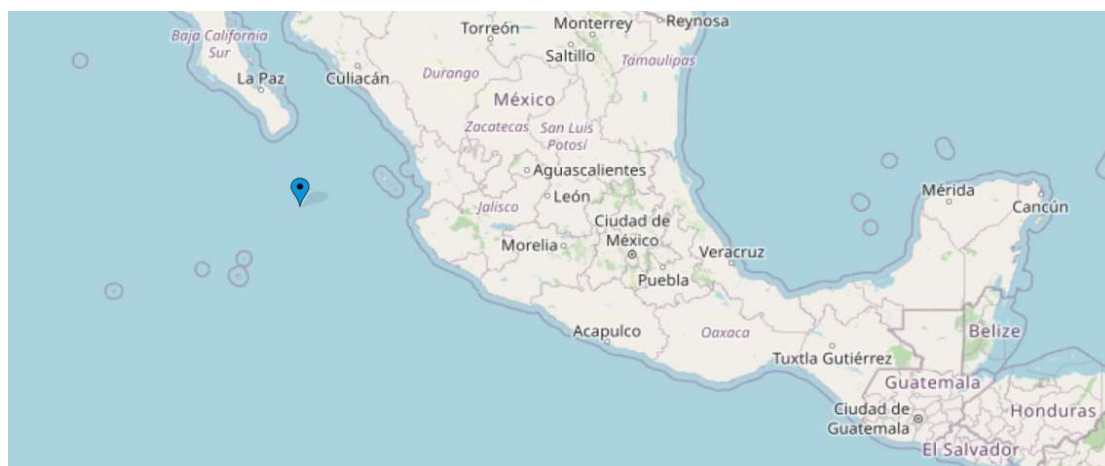 Baja California
Sur
La Paz
Culiacán
Torreón
Durango
Monterrey
Saltillo
Reynosa
Tamaulipas
México
Zacatecas
San Luis
Potosí
Aguascalientes
León
Jalisco
Ciudad de
México
Morelia
Puebla
Veracruz
Acapulco
Oaxaca
Mérida
Cancún
Tuxtla Gutiérrez
Belize
Guatemala
Ciudad de
Guatemala
Honduras
El Salvador